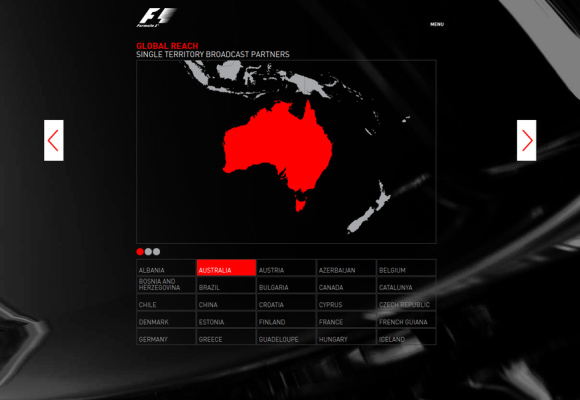 F1
Formula 1
MENU
GLOBAL REACH
SINGLE TERRITORY BROADCAST PARTNERS
ALBANIA
AUSTRALIA
AUSTRIA
AZERBAIJAN
BELGIUM
BOSNIA AND
HERZEGOVINA
BRAZIL
BULGARIA
CANADA
CATALUNYA
CHILE
CHINA
CROATIA
CYPRUS
CZECH REPUBLIC
DENMARK
ESTONIA
FINLAND
FRANCE
FRENCH GUIANA
GERMANY
GREECE
GUADELOUPE
HUNGARY
ICELAND